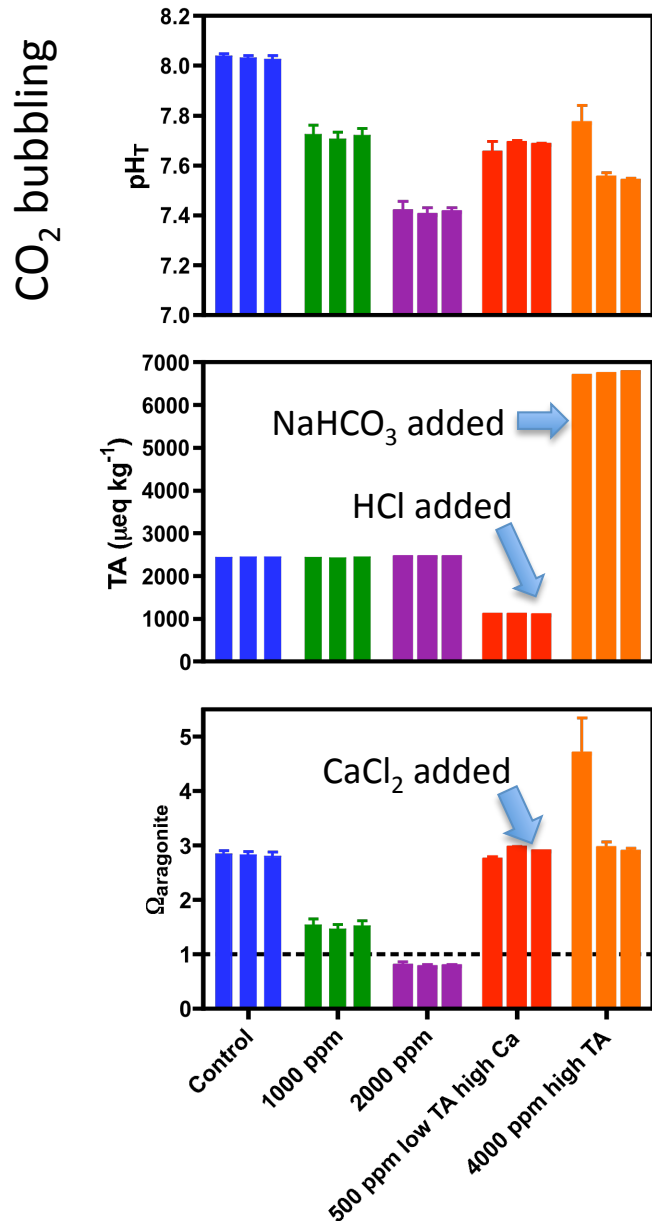 CO₂ bubbling
pHT
8.2
8.0
7.8
7.6
7.4
7.2
7.0
TA (μeq kg⁻¹)
7000
6000
5000
4000
3000
2000
1000
0
NaHCO₃ added
HCl added
Ωaragonite
5
4
3
2
1
0
CaCl₂ added
Control
1000 ppm
2000 ppm
500 ppm low TA high Ca
4000 ppm high TA